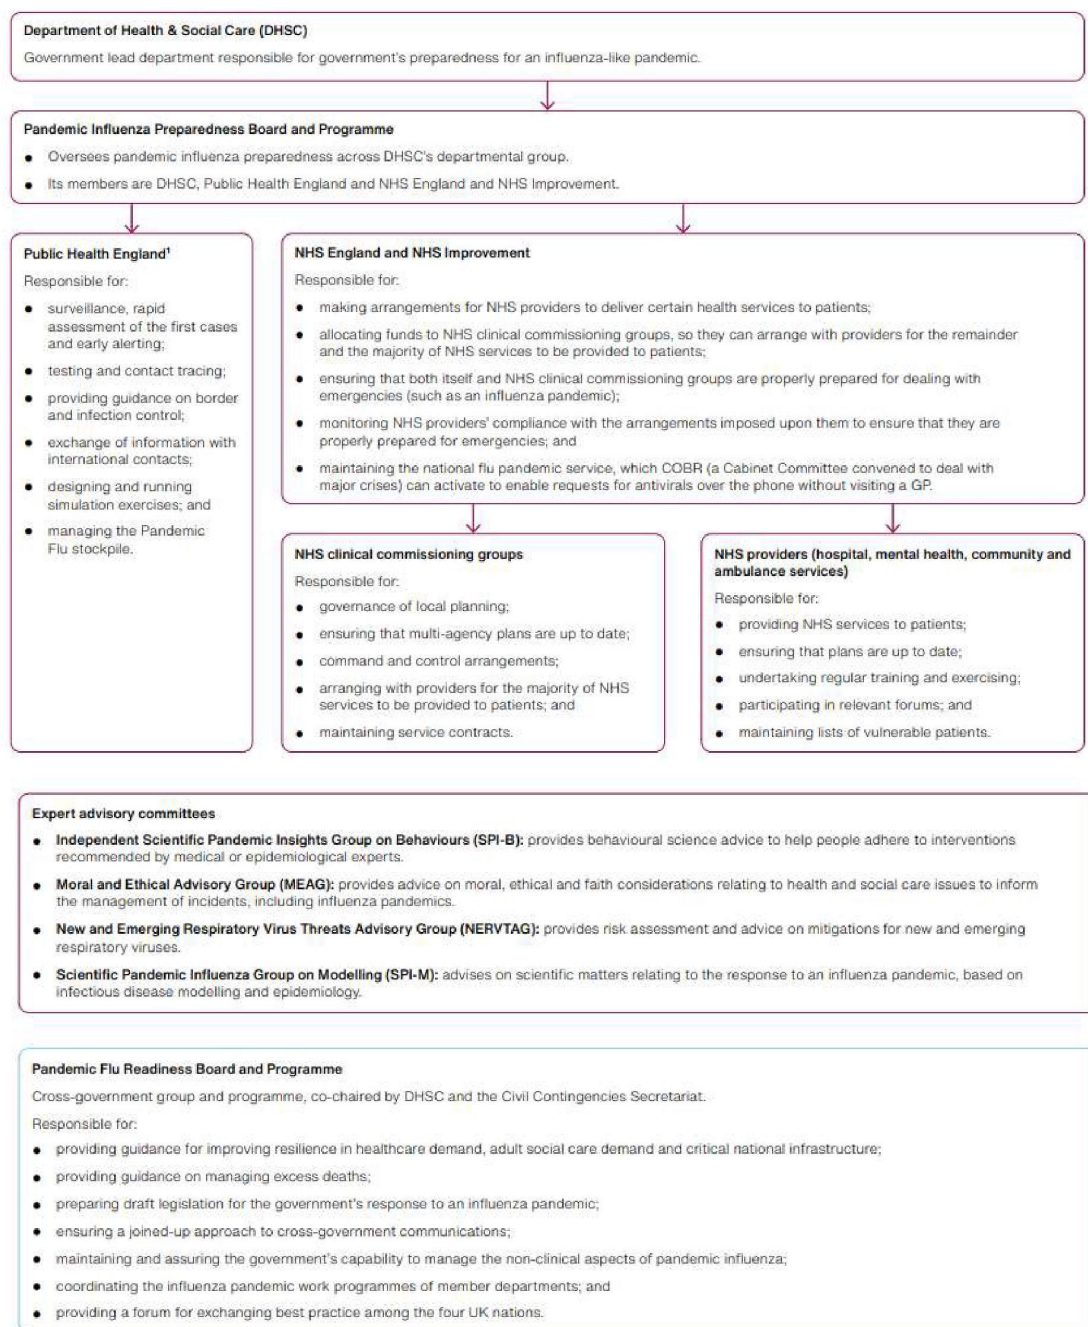 Department of Health & Social Care (DHSC)
Government lead department responsible for government's preparedness for an influenza-like pandemic.
Pandemic Influenza Preparedness Board and Programme
● Oversees pandemic influenza preparedness across DHSC's departmental group.
● Its members are DHSC, Public Health England and NHS England and NHS Improvement.
Public Health England¹
Responsible for:
● surveillance, rapid
assessment of the first cases
and early alerting;
● testing and contact tracing;
● providing guidance on border
and infection control;
● exchange of information with
international contacts;
● designing and running
simulation exercises; and
● managing the Pandemic
Flu stockpile.
NHS England and NHS Improvement
Responsible for:
● making arrangements for NHS providers to deliver certain health services to patients;
● allocating funds to NHS clinical commissioning groups, so they can arrange with providers for the remainder
and the majority of NHS services to be provided to patients;
● ensuring that both itself and NHS clinical commissioning groups are properly prepared for dealing with
emergencies (such as an influenza pandemic);
● monitoring NHS providers' compliance with the arrangements imposed upon them to ensure that they are
properly prepared for emergencies; and
● maintaining the national flu pandemic service, which COBR (a Cabinet Committee convened to deal with
major crises) can activate to enable requests for antivirals over the phone without visiting a GP.
NHS clinical commissioning groups
Responsible for:
● governance of local planning;
● ensuring that multi-agency plans are up to date;
● command and control arrangements;
● arranging with providers for the majority of NHS
services to be provided to patients; and
● maintaining service contracts.
NHS providers (hospital, mental health, community and
ambulance services)
Responsible for:
● providing NHS services to patients;
● ensuring that plans are up to date;
● undertaking regular training and exercising;
● participating in relevant forums; and
● maintaining lists of vulnerable patients.
Expert advisory committees
● Independent Scientific Pandemic Insights Group on Behaviours (SPI-B): provides behavioural science advice to help people adhere to interventions
recommended by medical or epidemiological experts.
● Moral and Ethical Advisory Group (MEAG): provides advice on moral, ethical and faith considerations relating to health and social care issues to inform
the management of incidents, including influenza pandemics.
● New and Emerging Respiratory Virus Threats Advisory Group (NERVTAG): provides risk assessment and advice on mitigations for new and emerging
respiratory viruses.
● Scientific Pandemic Influenza Group on Modelling (SPI-M): advises on scientific matters relating to the response to an influenza pandemic, based on
infectious disease modelling and epidemiology.
Pandemic Flu Readiness Board and Programme
Cross-government group and programme, co-chaired by DHSC and the Civil Contingencies Secretariat.
Responsible for:
● providing guidance for improving resilience in healthcare demand, adult social care demand and critical national infrastructure;
● providing guidance on managing excess deaths;
● preparing draft legislation for the government's response to an influenza pandemic;
● ensuring a joined-up approach to cross-government communications;
● maintaining and assuring the government's capability to manage the non-clinical aspects of pandemic influenza;
● coordinating the influenza pandemic work programmes of member departments; and
● providing a forum for exchanging best practice among the four UK nations.